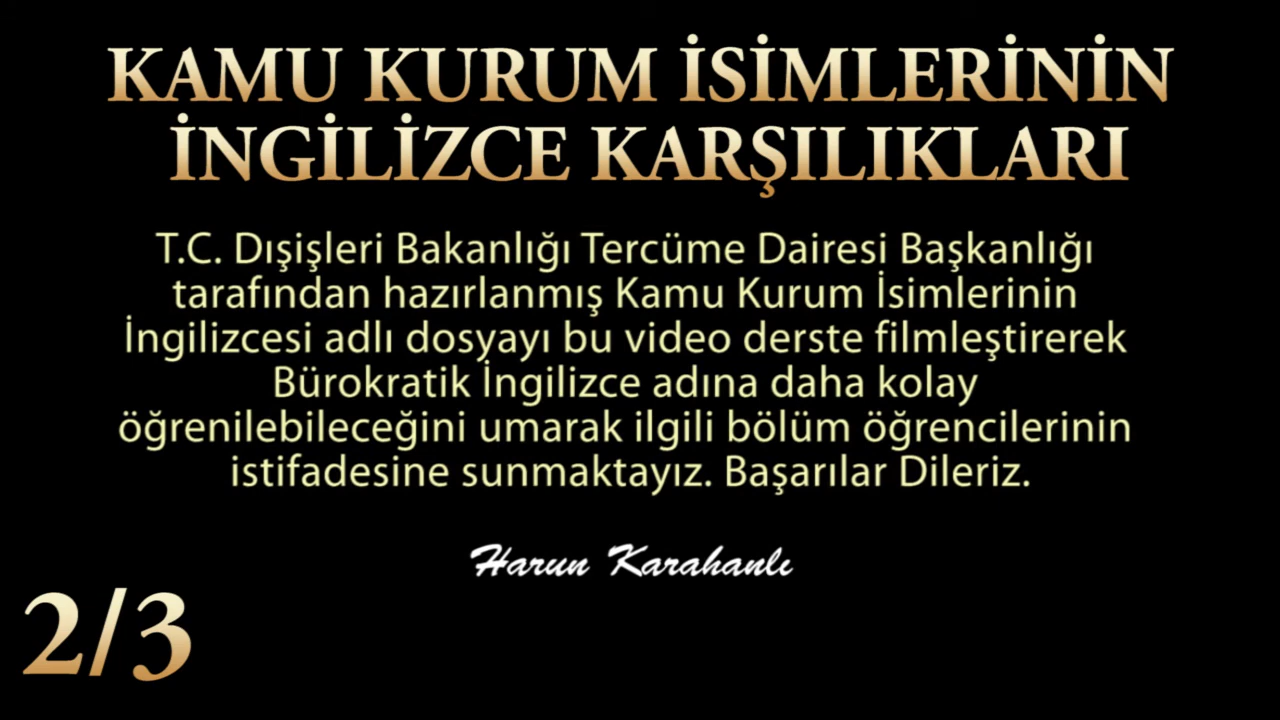 KAMU KURUM İSİMLERİNİN
İNGİLİZCE KARŞILIKLARI
T.C. Dışişleri Bakanlığı Tercüme Dairesi Başkanlığı
tarafından hazırlanmış Kamu Kurum İsimlerinin
İngilizcesi adlı dosyayı bu video derste filmleştirerek
Bürokratik İngilizce adına daha kolay
öğrenilebileceğini umarak ilgili bölüm öğrencilerinin
istifadesine sunmaktayız. Başarılar Dileriz.
Harun Karahanlı
2/3